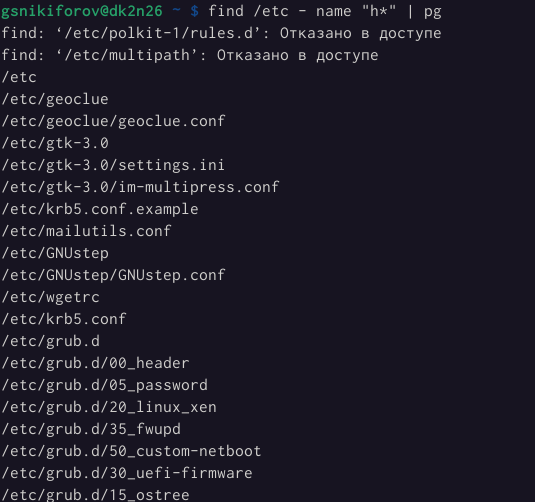 gsnikiforov@dk2n26 ~ $ find /etc - name "h*" | pg
find: ‘/etc/polkit-1/rules.d’: Отказано в доступе
find: ‘/etc/multipath’: Отказано в доступе
/etc
/etc/geoclue
/etc/geoclue/geoclue.conf
/etc/gtk-3.0
/etc/gtk-3.0/settings.ini
/etc/gtk-3.0/im-multipress.conf
/etc/krb5.conf.example
/etc/mailutils.conf
/etc/GNUstep
/etc/GNUstep/GNUstep.conf
/etc/wgetrc
/etc/krb5.conf
/etc/grub.d
/etc/grub.d/00_header
/etc/grub.d/05_password
/etc/grub.d/20_linux_xen
/etc/grub.d/35_fwupd
/etc/grub.d/50_custom-netboot
/etc/grub.d/30_uefi-firmware
/etc/grub.d/15_ostree